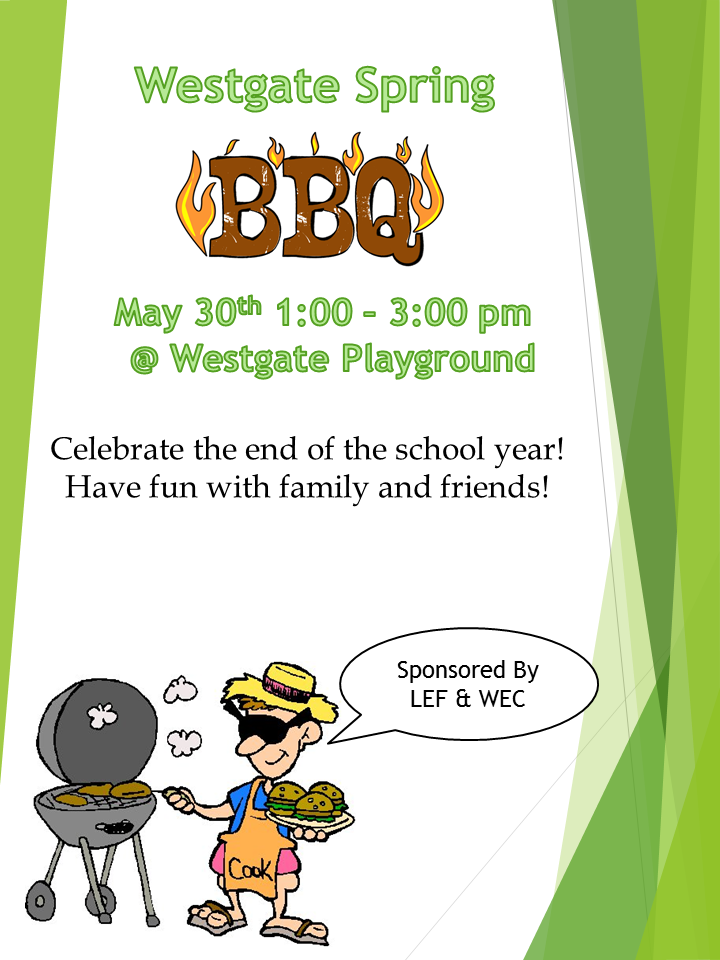 Westgate Spring
BBQ
May 30th 1:00 – 3:00 pm
@ Westgate Playground
Celebrate the end of the school year!
Have fun with family and friends!
Sponsored By
LEF & WEC
Cook